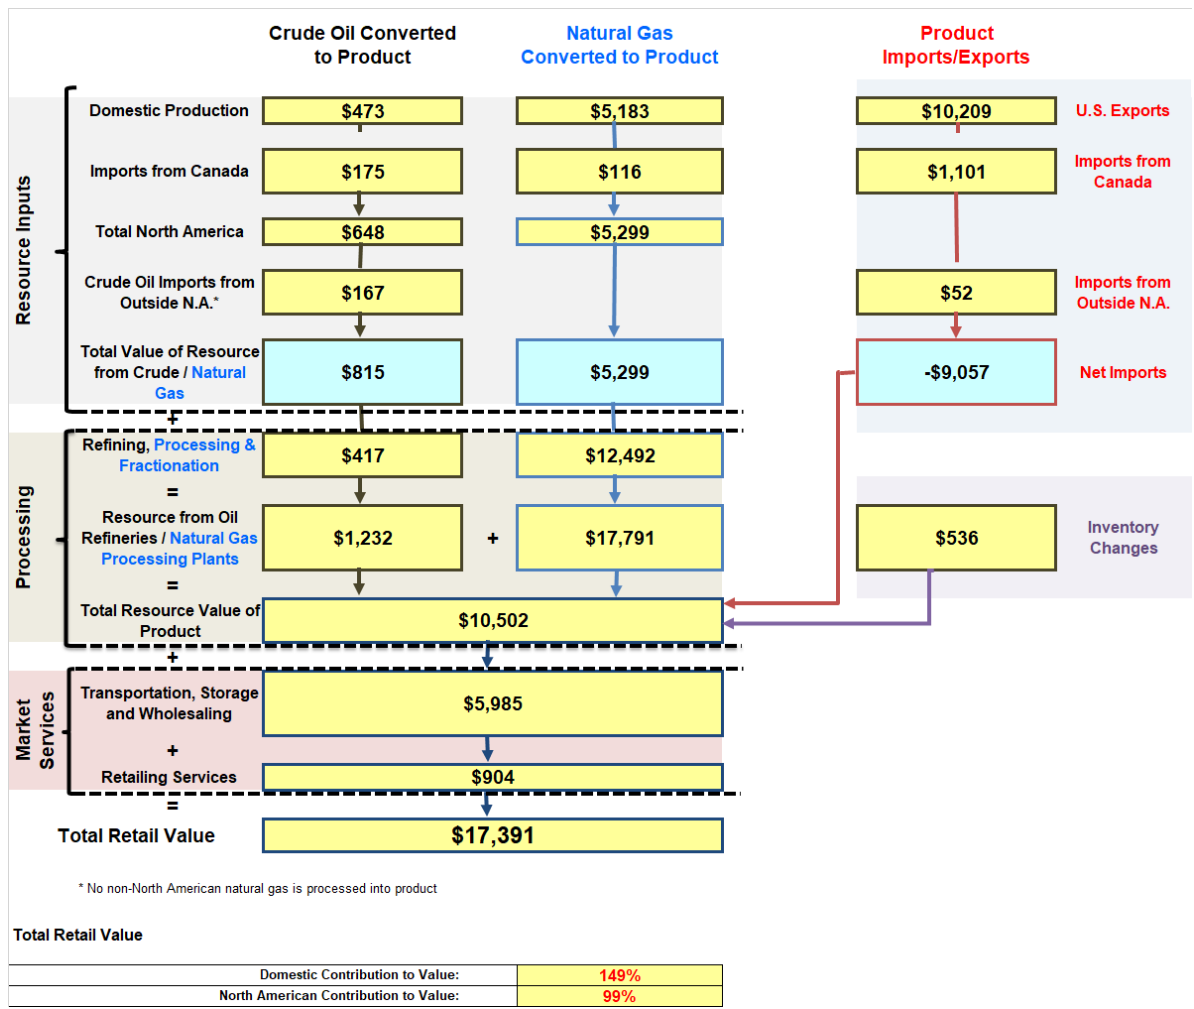 Crude Oil Converted
to Product
Natural Gas
Converted to Product
Product
Imports/Exports
Resource Inputs
Domestic Production
$473
$5,183
$10,209
U.S. Exports
Imports from Canada
$175
$116
$1,101
Imports from
Canada
Total North America
$648
$5,299
Crude Oil Imports from
Outside N.A.*
$167
$52
Imports from
Outside N.A.
Total Value of Resource
from Crude / Natural
Gas
$815
$5,299
-$9,057
Net Imports
+
Processing
Refining, Processing &
Fractionation
$417
$12,492
=
Resource from Oil
Refineries / Natural Gas
Processing Plants
$1,232
+
$17,791
$536
Inventory
Changes
=
Total Resource Value of
Product
$10,502
+
Market
Services
Transportation, Storage
and Wholesaling
$5,985
+
Retailing Services
$904
=
Total Retail Value
$17,391
* No non-North American natural gas is processed into product
Total Retail Value
Domestic Contribution to Value:
149%
North American Contribution to Value:
99%